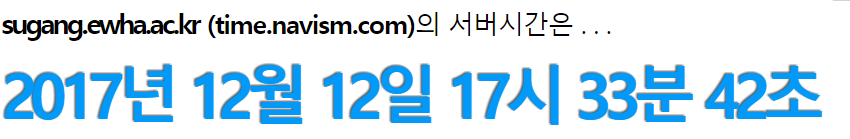 sugang.ewha.ac.kr (time.navism.com)의 서버시간은 . . .
2017년 12월 12일 17시 33분 42초